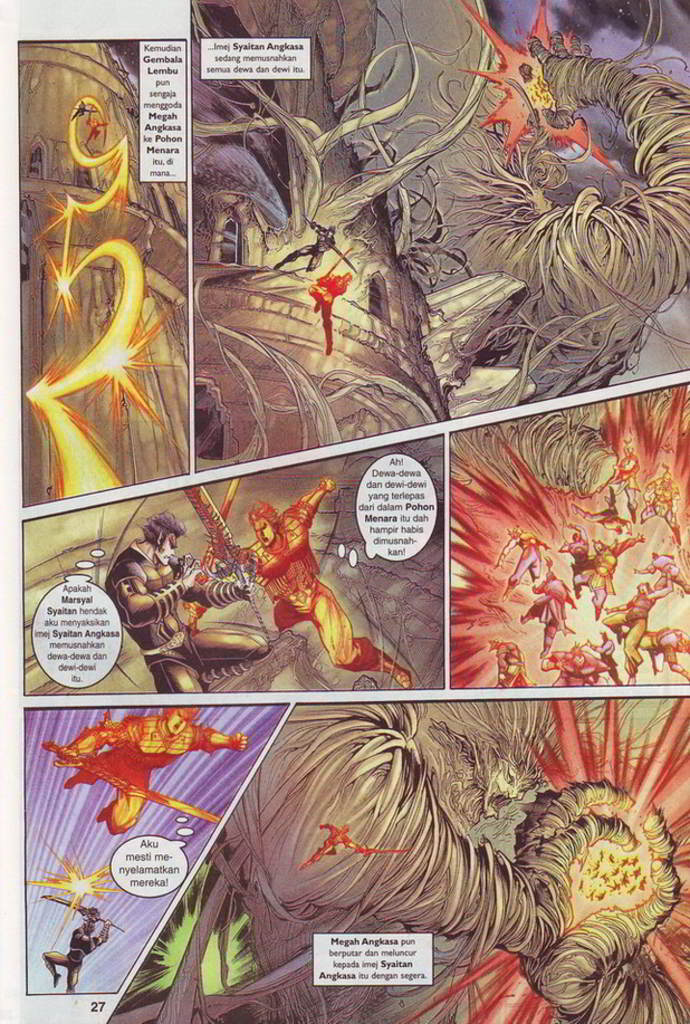 Kemudian
Gembala
Lembu
pun
sengaja
menggoda
Megah
Angkasa
ke Pohon
Menara
itu, di
mana...
...Imej Syaitan Angkasa
sedang memusnahkan
semua dewa dan dewi itu.
Apakah
Marsyal
Syaitan hendak
aku menyaksikan
imej Syaitan Angkasa
memusnahkan
dewa-dewa dan
dewi-dewi
itu.
Ah!
Dewa-dewa
dan dewi-dewi
yang terlepas
dari dalam Pohon
Menara itu dah
hampir habis
dimusnah-
kan!
Aku
mesti me-
nyelamatkan
mereka!
Megah Angkasa pun
berputar dan meluncur
kepada imej Syaitan
Angkasa itu dengan segera.
27